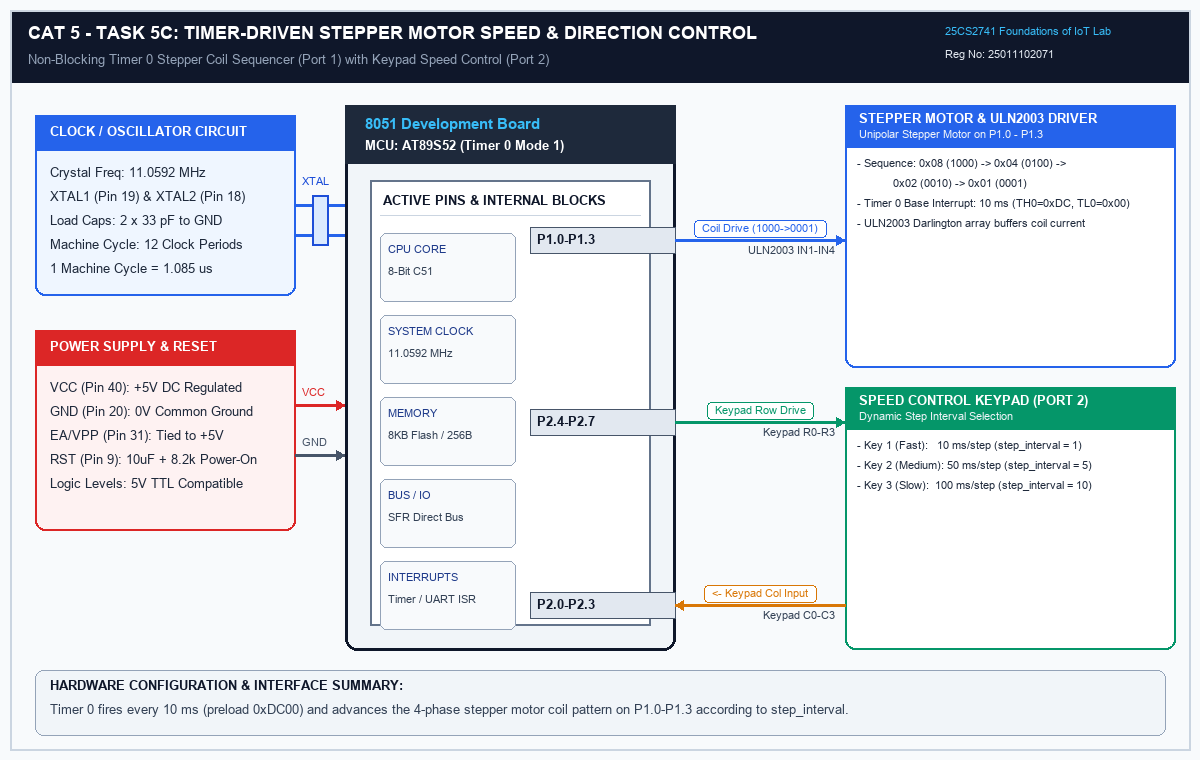 CAT 5 - TASK 5C: TIMER-DRIVEN STEPPER MOTOR SPEED & DIRECTION CONTROL
Non-Blocking Timer 0 Stepper Coil Sequencer (Port 1) with Keypad Speed Control (Port 2)
25CS2741 Foundations of IoT Lab
Reg No: 25011102071
CLOCK / OSCILLATOR CIRCUIT
Crystal Freq: 11.0592 MHz
XTAL1 (Pin 19) & XTAL2 (Pin 18)
Load Caps: 2 x 33 pF to GND
Machine Cycle: 12 Clock Periods
1 Machine Cycle = 1.085 us
XTAL
POWER SUPPLY & RESET
VCC (Pin 40): +5V DC Regulated
GND (Pin 20): 0V Common Ground
EA/VPP (Pin 31): Tied to +5V
RST (Pin 9): 10uF + 8.2k Power-On
Logic Levels: 5V TTL Compatible
VCC
GND
8051 Development Board
MCU: AT89S52 (Timer 0 Mode 1)
ACTIVE PINS & INTERNAL BLOCKS
CPU CORE
8-Bit C51
SYSTEM CLOCK
11.0592 MHz
MEMORY
8KB Flash / 256B
BUS / IO
SFR Direct Bus
INTERRUPTS
Timer / UART ISR
P1.0-P1.3
P2.4-P2.7
P2.0-P2.3
Coil Drive (1000->0001)
ULN2003 IN1-IN4
Keypad Row Drive
Keypad R0-R3
<- Keypad Col Input
Keypad C0-C3
STEPPER MOTOR & ULN2003 DRIVER
Unipolar Stepper Motor on P1.0 - P1.3
- Sequence: 0x08 (1000) -> 0x04 (0100) ->
0x02 (0010) -> 0x01 (0001)
- Timer 0 Base Interrupt: 10 ms (TH0=0xDC, TL0=0x00)
- ULN2003 Darlington array buffers coil current
SPEED CONTROL KEYPAD (PORT 2)
Dynamic Step Interval Selection
- Key 1 (Fast): 10 ms/step (step_interval = 1)
- Key 2 (Medium): 50 ms/step (step_interval = 5)
- Key 3 (Slow): 100 ms/step (step_interval = 10)
HARDWARE CONFIGURATION & INTERFACE SUMMARY:
Timer 0 fires every 10 ms (preload 0xDC00) and advances the 4-phase stepper motor coil pattern on P1.0-P1.3 according to step_interval.